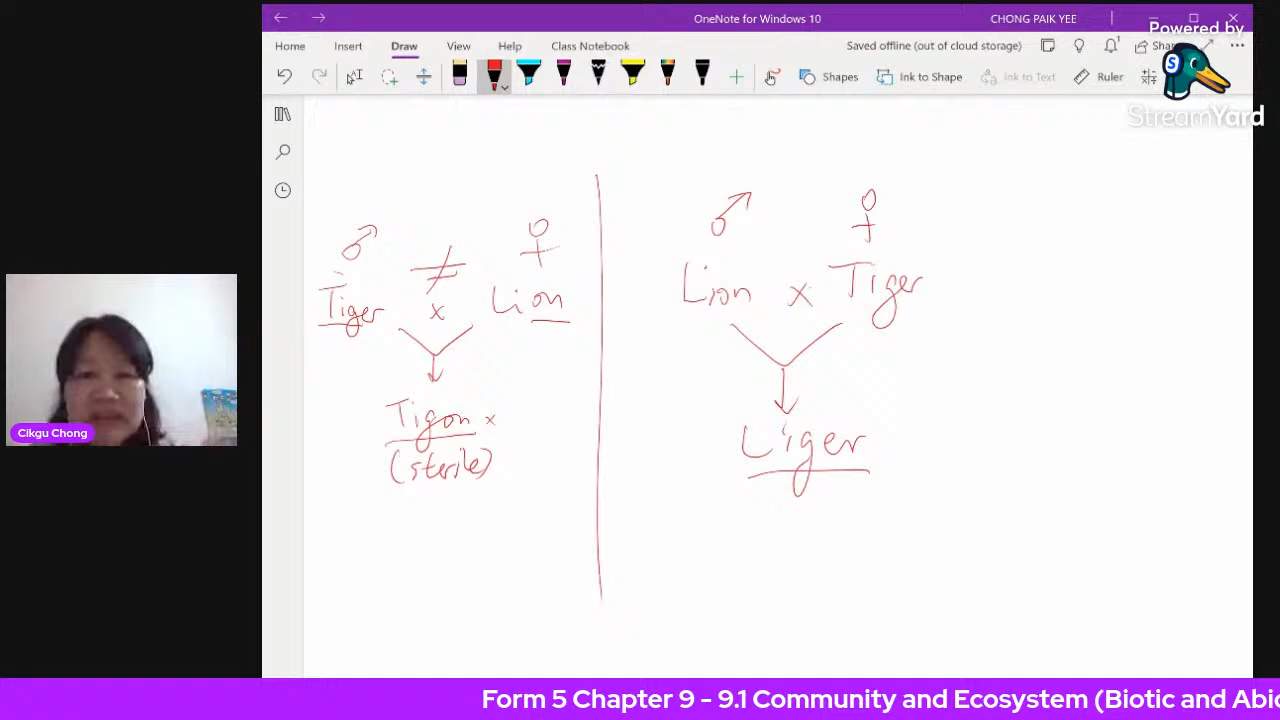 OneNote for Windows 10
CHONG PAIK YEE
Powered by
Home Insert Draw View Help Class Notebook
Saved offline (out of cloud storage)
Shapes
Ink to Shape
Ink to Text
Ruler
StreamYard
♂ ♀
Tiger ≠ x Lion
Tigon x
(sterile)
♂ ♀
Lion x Tiger
Liger
Cikgu Chong
Form 5 Chapter 9 - 9.1 Community and Ecosystem (Biotic and Abi